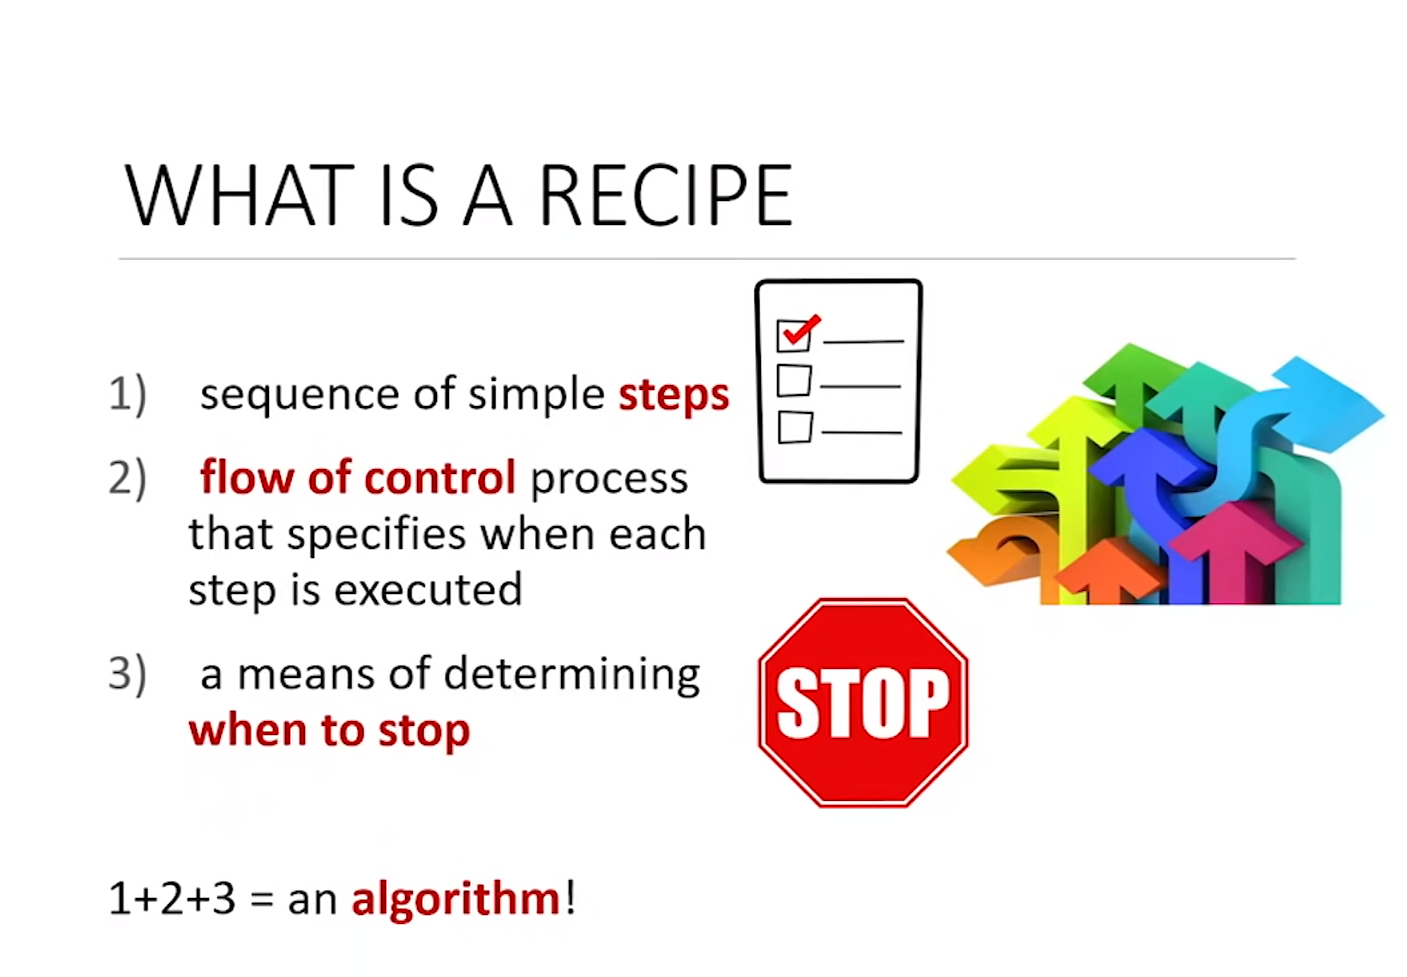 WHAT IS A RECIPE
1) sequence of simple steps
2) flow of control process
that specifies when each
step is executed
3) a means of determining
when to stop
STOP
1+2+3 = an algorithm!